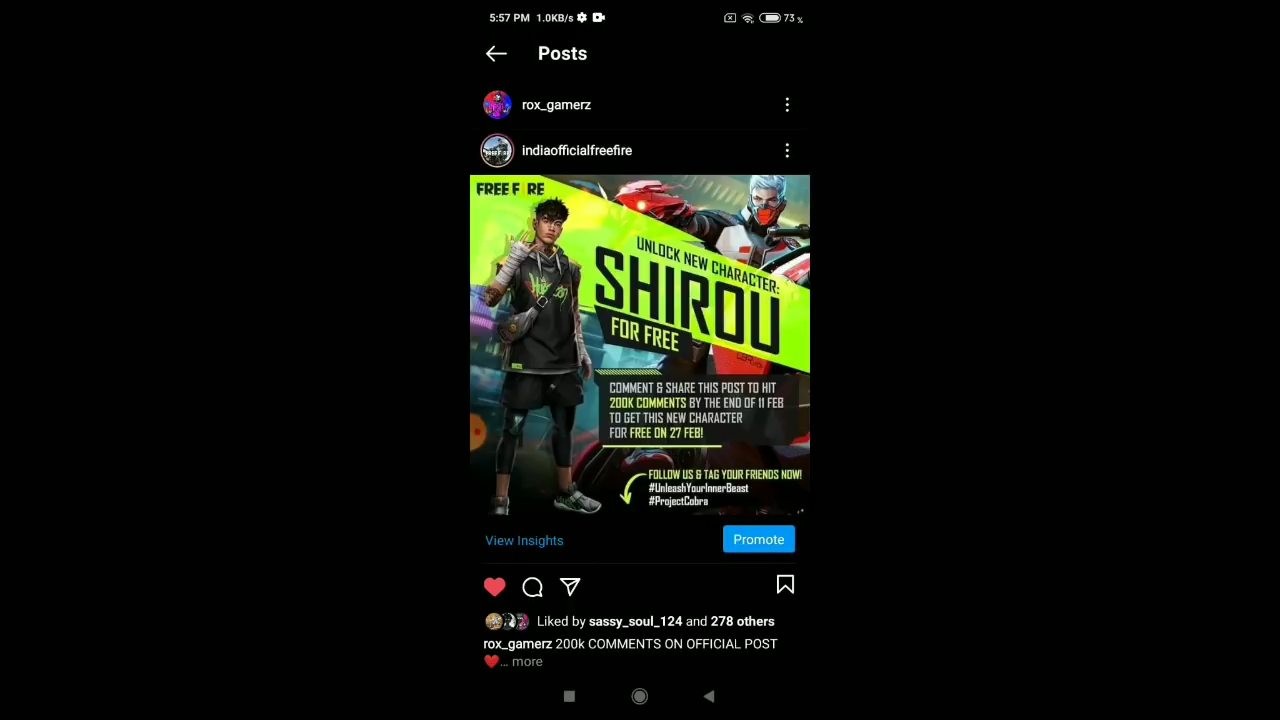 5:57 PM 1.0KB/s
73 %
Posts
rox_gamerz
indiaofficialfreefire
FREE FIRE
UNLOCK NEW CHARACTER:
SHIROU
FOR FREE
COMMENT & SHARE THIS POST TO HIT
200K COMMENTS BY THE END OF 11 FEB
TO GET THIS NEW CHARACTER
FOR FREE ON 27 FEB!
FOLLOW US & TAG YOUR FRIENDS NOW!
#UnleashYourInnerBeast
#ProjectCobra
View Insights
Promote
Liked by sassy_soul_124 and 278 others
rox_gamerz 200k COMMENTS ON OFFICIAL POST
❤️... more